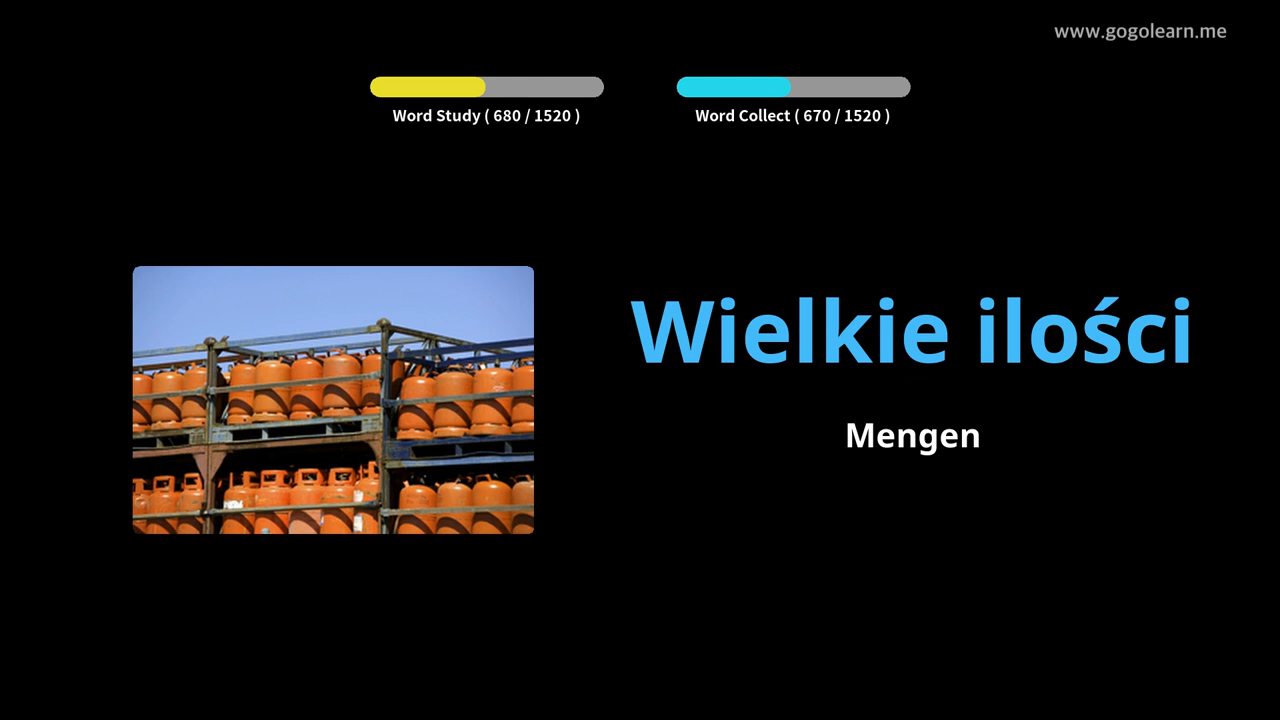 www.gogolearn.me
Word Study ( 680 / 1520 )
Word Collect ( 670 / 1520 )
Wielkie ilości
Mengen